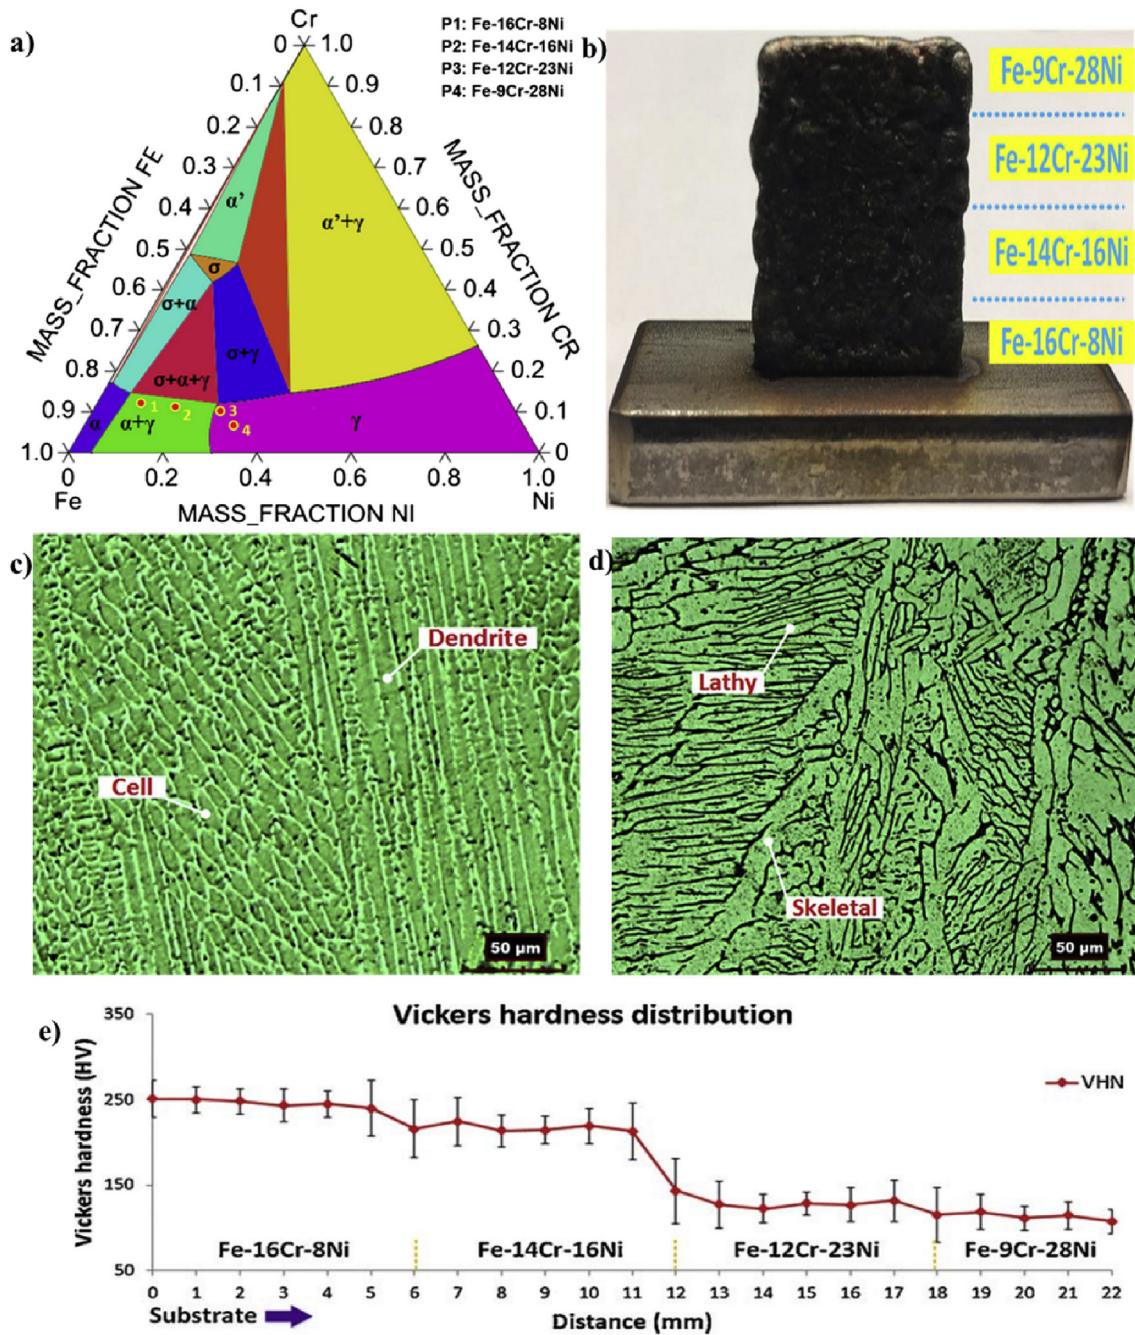 a)
Cr
P1: Fe-16Cr-8Ni
P2: Fe-14Cr-16Ni
P3: Fe-12Cr-23Ni
P4: Fe-9Cr-28Ni
0 1.0
0.1 0.9
0.2 0.8
0.3 0.7
0.4 0.6
0.5 0.5
0.6 0.4
0.7 0.3
0.8 0.2
0.9 0.1
1.0 0
MASS_FRACTION FE
MASS_FRACTION CR
α'
α'+γ
σ
σ+α
σ+γ
σ+α+γ
α
α+γ
γ
1
2
3
4
0 0.2 0.4 0.6 0.8 1.0
Fe
Ni
MASS_FRACTION NI
b)
Fe-9Cr-28Ni
Fe-12Cr-23Ni
Fe-14Cr-16Ni
Fe-16Cr-8Ni
c)
Dendrite
Cell
50 µm
d)
Lathy
Skeletal
50 µm
e)
Vickers hardness distribution
Vickers hardness (HV)
350
250
150
50
VHN
Fe-16Cr-8Ni Fe-14Cr-16Ni Fe-12Cr-23Ni Fe-9Cr-28Ni
0 1 2 3 4 5 6 7 8 9 10 11 12 13 14 15 16 17 18 19 20 21 22
Substrate
Distance (mm)